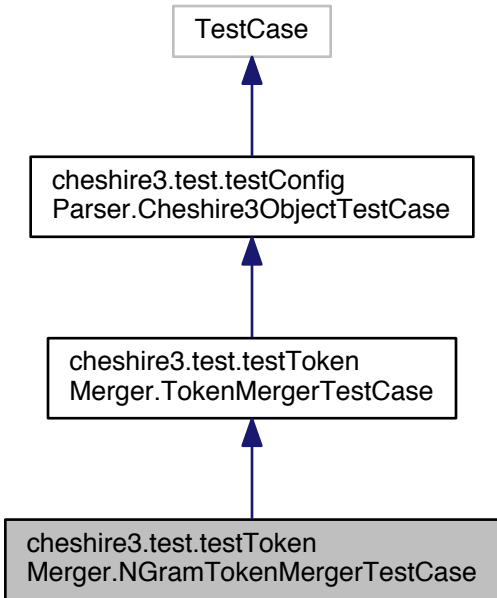 TestCase
cheshire3.test.testConfig
Parser.Cheshire3ObjectTestCase
cheshire3.test.testToken
Merger.TokenMergerTestCase
cheshire3.test.testToken
Merger.NGramTokenMergerTestCase